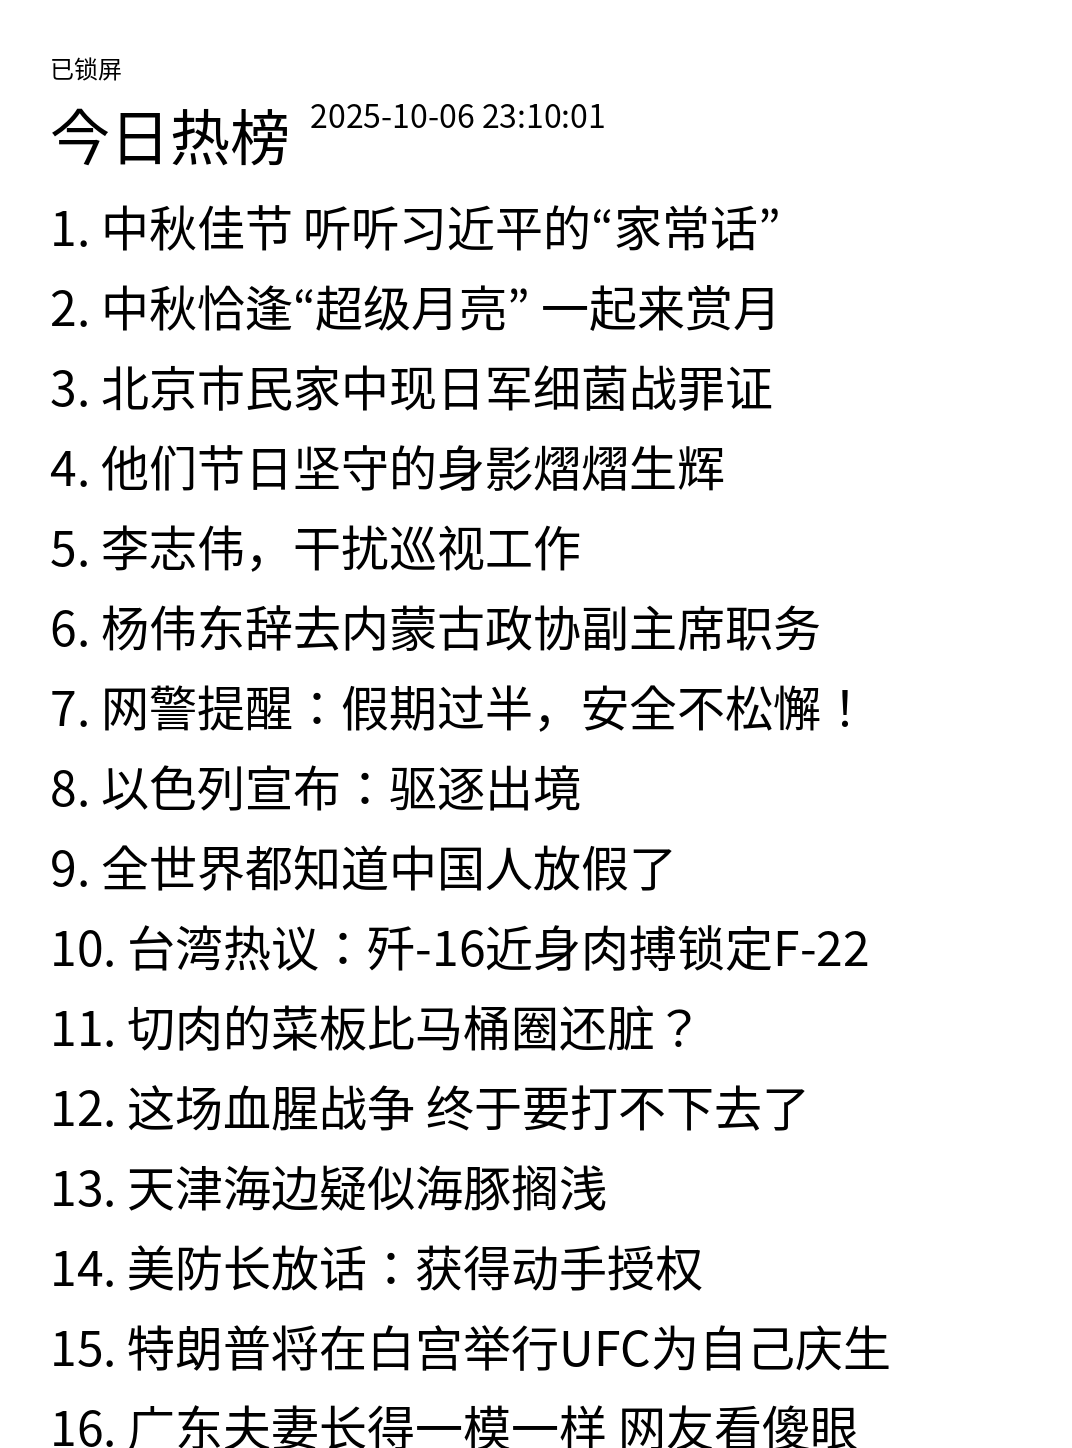 已锁屏
今日热榜 2025-10-06 23:10:01
1. 中秋佳节 听听习近平的“家常话”
2. 中秋恰逢“超级月亮” 一起来赏月
3. 北京市民家中现日军细菌战罪证
4. 他们节日坚守的身影熠熠生辉
5. 李志伟，干扰巡视工作
6. 杨伟东辞去内蒙古政协副主席职务
7. 网警提醒：假期过半，安全不松懈！
8. 以色列宣布：驱逐出境
9. 全世界都知道中国人放假了
10. 台湾热议：歼-16近身肉搏锁定F-22
11. 切肉的菜板比马桶圈还脏？
12. 这场血腥战争 终于要打不下去了
13. 天津海边疑似海豚搁浅
14. 美防长放话：获得动手授权
15. 特朗普将在白宫举行UFC为自己庆生
16. 广东夫妻长得一模一样 网友看傻眼